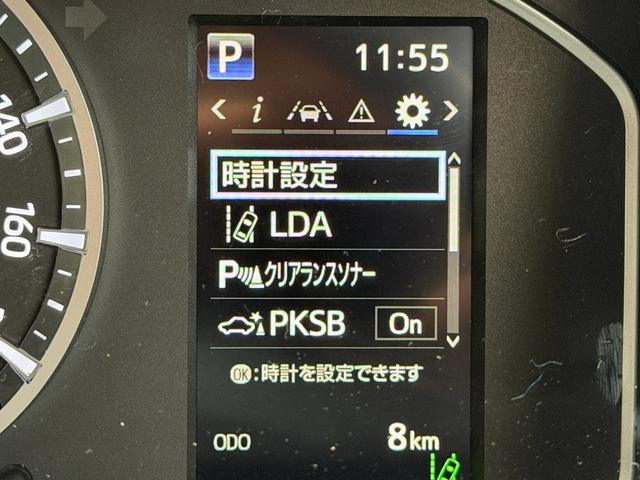 P 11:55
i
時計設定
LDA
P クリアランスソナー
PKSB On
OK:時計を設定できます
ODO 8km
140
160